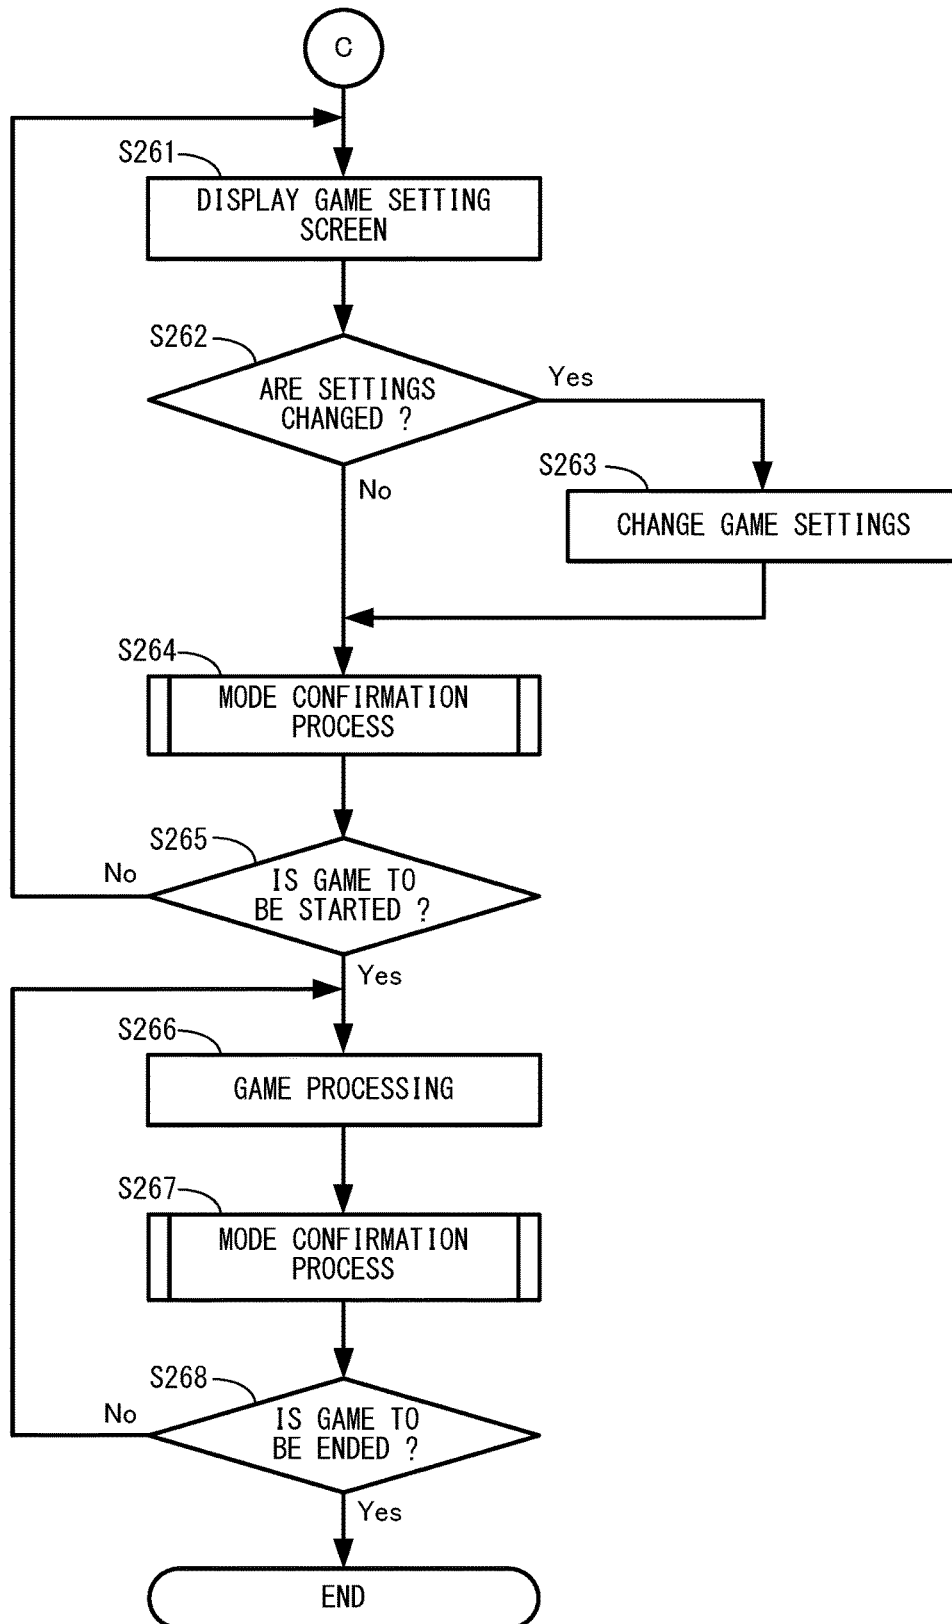 C
S261
DISPLAY GAME SETTING
SCREEN
S262
ARE SETTINGS
CHANGED ?
Yes
No
S263
CHANGE GAME SETTINGS
S264
MODE CONFIRMATION
PROCESS
S265
No
IS GAME TO
BE STARTED ?
Yes
S266
GAME PROCESSING
S267
MODE CONFIRMATION
PROCESS
S268
No
IS GAME TO
BE ENDED ?
Yes
END